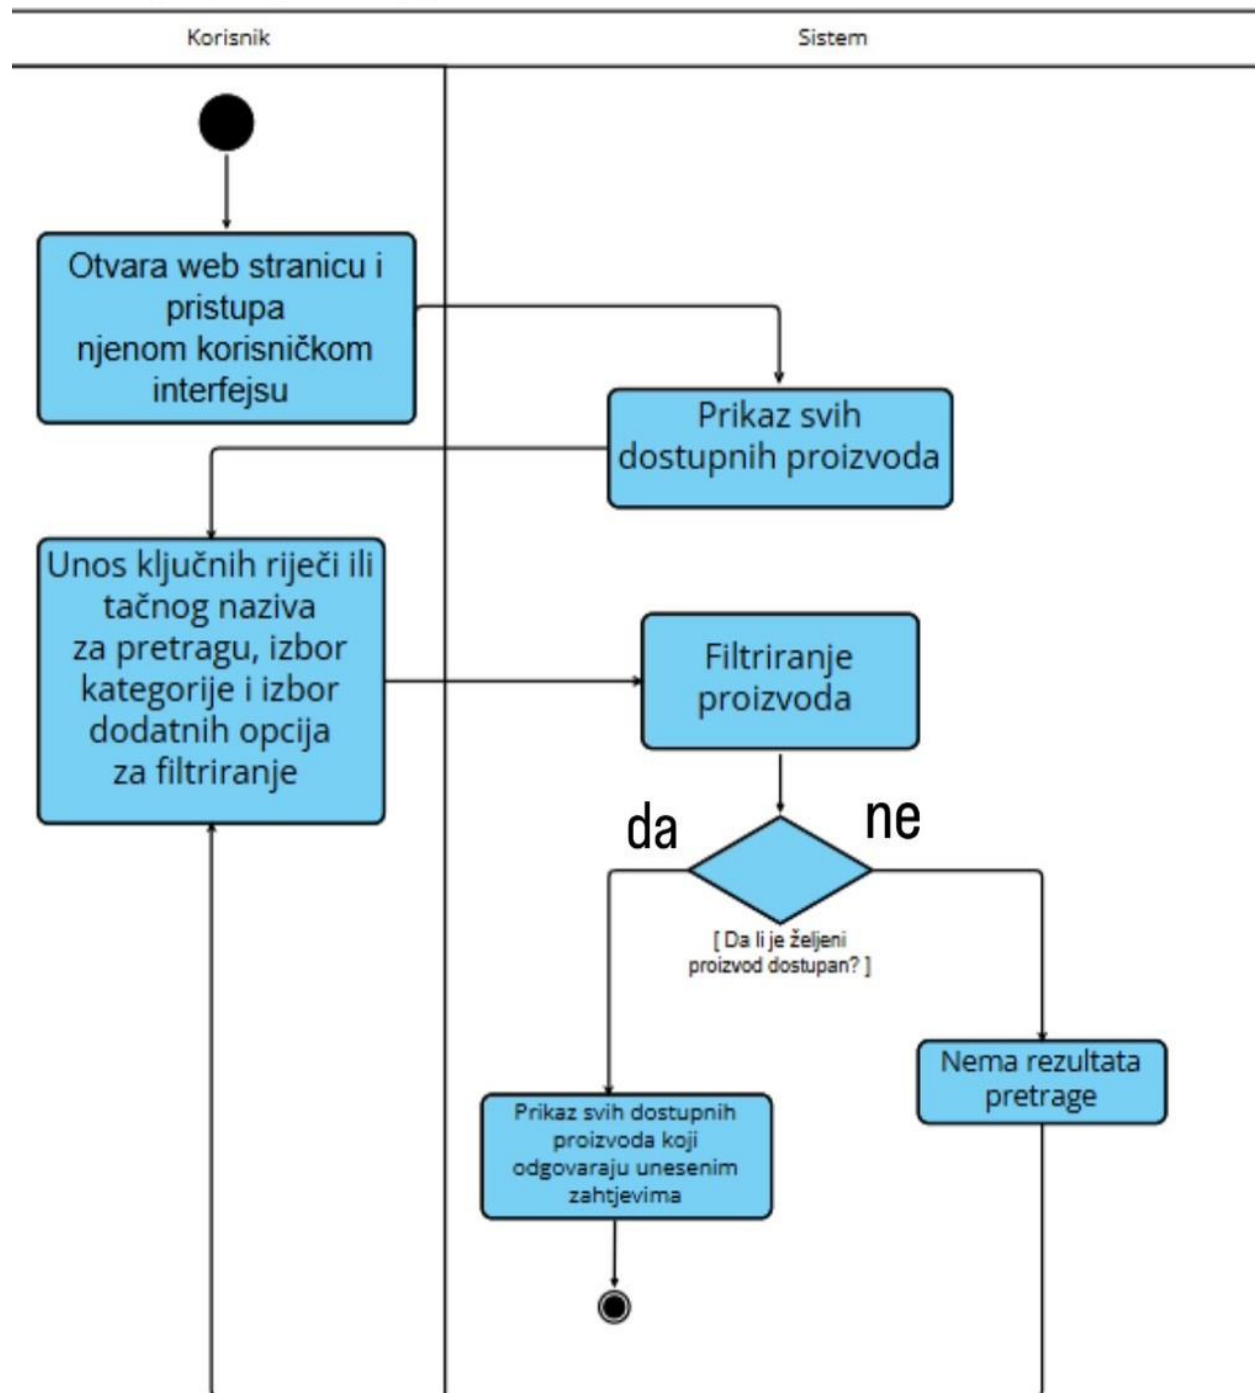 Korisnik
Sistem
Otvara web stranicu i
pristupa
njenom korisničkom
interfejsu
Prikaz svih
dostupnih proizvoda
Unos ključnih riječi ili
tačnog naziva
za pretragu, izbor
kategorije i izbor
dodatnih opcija
za filtriranje
Filtriranje
proizvoda
da
ne
[ Da li je željeni
proizvod dostupan? ]
Nema rezultata
pretrage
Prikaz svih dostupnih
proizvoda koji
odgovaraju unesenim
zahtjevima